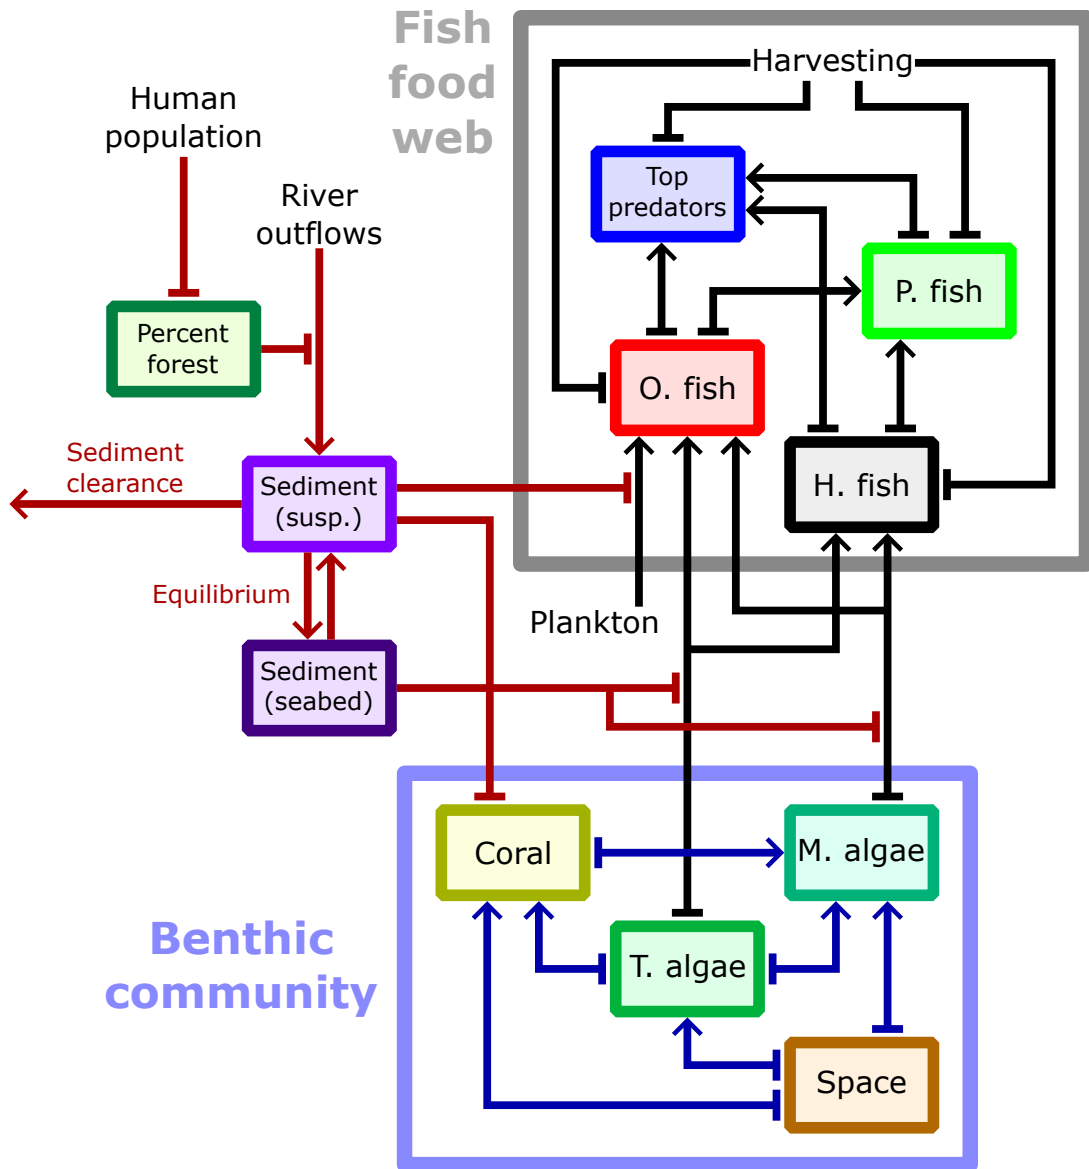 Fish
food
web
Harvesting
Human
population
River
outflows
Top
predators
P. fish
Percent
forest
O. fish
Sediment
clearance
Sediment
(susp.)
H. fish
Equilibrium
Plankton
Sediment
(seabed)
Coral
M. algae
Benthic
community
T. algae
Space